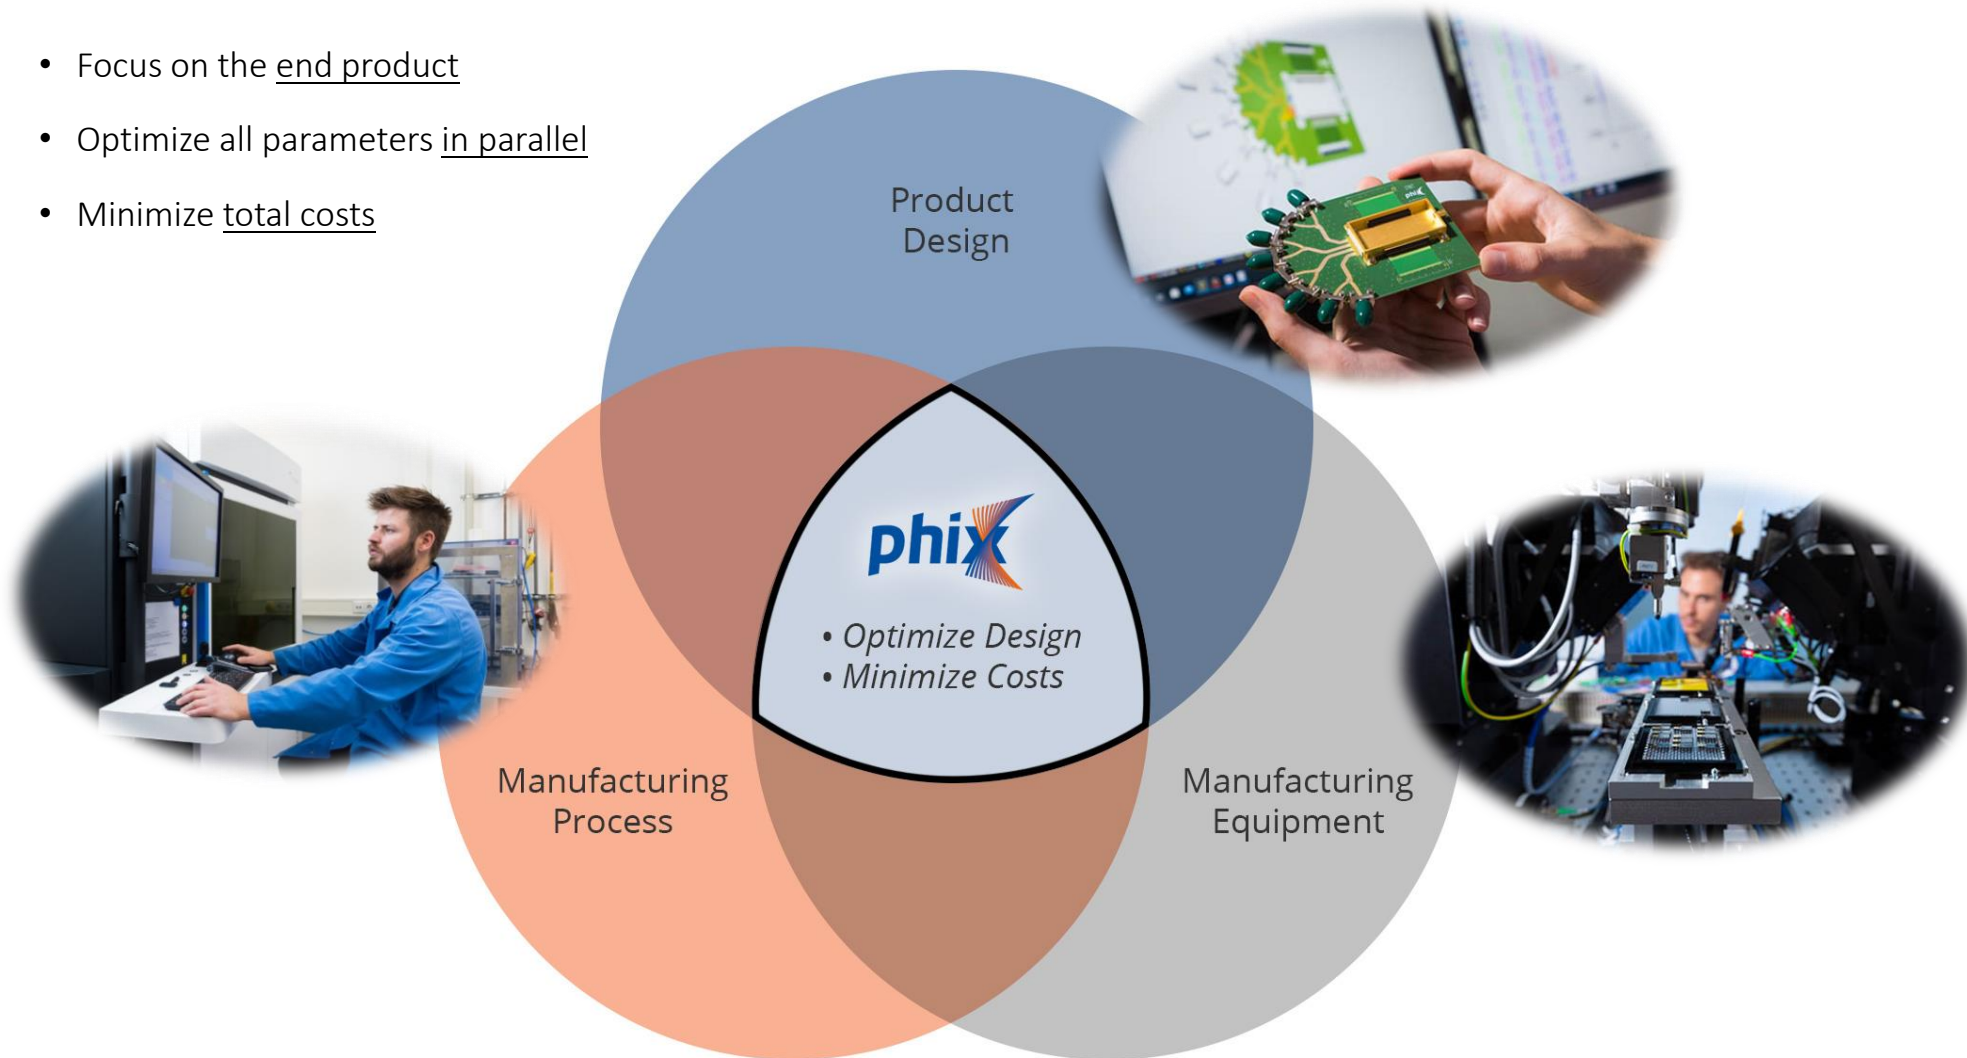 • Focus on the end product
• Optimize all parameters in parallel
• Minimize total costs
Product
Design
phix
phix
• Optimize Design
• Minimize Costs
Manufacturing
Process
Manufacturing
Equipment